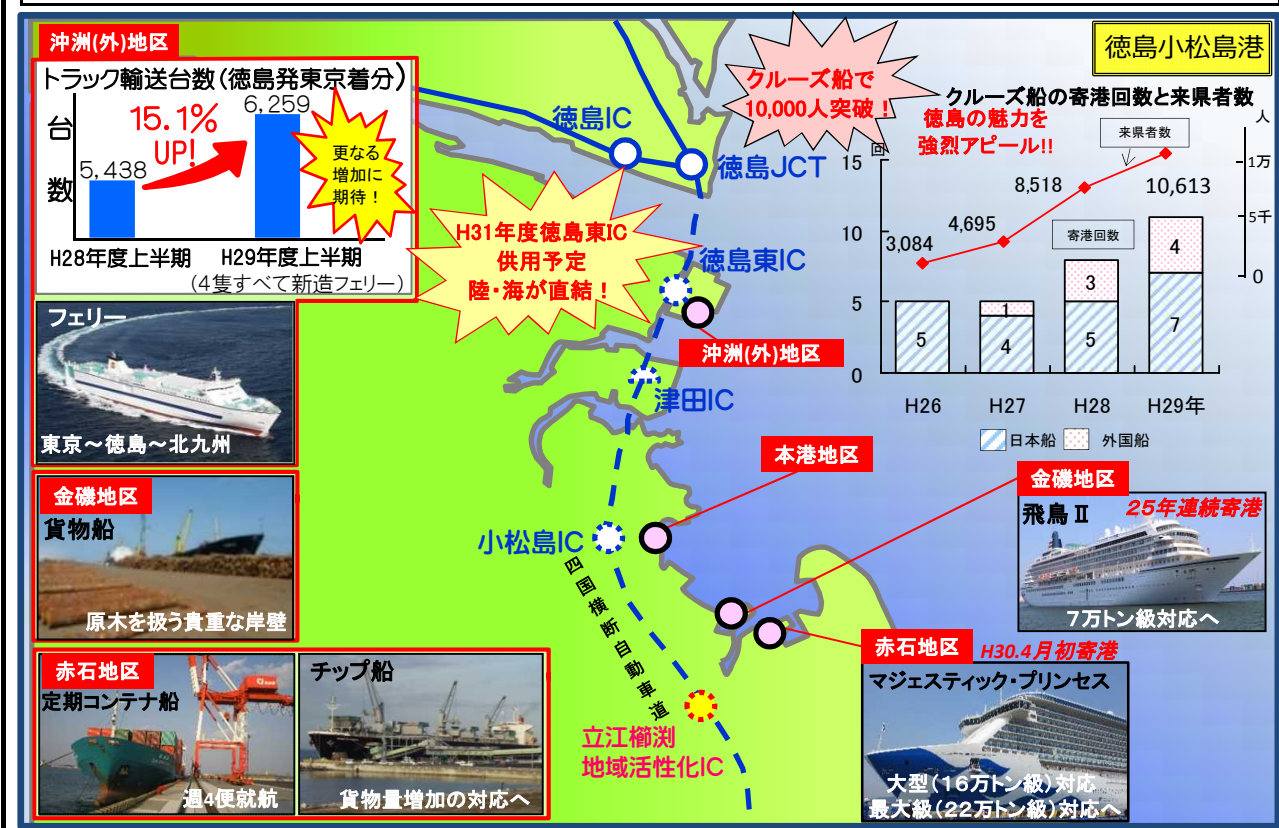 徳島小松島港
沖洲(外)地区
トラック輸送台数(徳島発東京着分)
台数
15.1%
UP!
5,438
6,259
更なる
増加に
期待！
H28年度上半期
H29年度上半期
(4隻すべて新造フェリー)
フェリー
東京～徳島～北九州
金磯地区
貨物船
原木を扱う貴重な岸壁
赤石地区
定期コンテナ船
週4便就航
チップ船
貨物量増加の対応へ
徳島IC
徳島JCT
H31年度徳島東IC
供用予定
陸・海が直結！
徳島東IC
沖洲(外)地区
津田IC
本港地区
小松島IC
四国横断自動車道
立江櫛渕
地域活性化IC
クルーズ船で
10,000人突破！
クルーズ船の寄港回数と来県者数
徳島の魅力を
強烈アピール!!
回
人
来県者数
寄港回数
15
10
5
0
1万
5千
0
3,084
4,695
8,518
10,613
5
1
4
3
5
4
7
H26
H27
H28
H29年
日本船
外国船
金磯地区
飛鳥Ⅱ
25年連続寄港
7万トン級対応へ
赤石地区
H30.4月初寄港
マジェスティック・プリンセス
大型(16万トン級)対応
最大級(22万トン級)対応へ